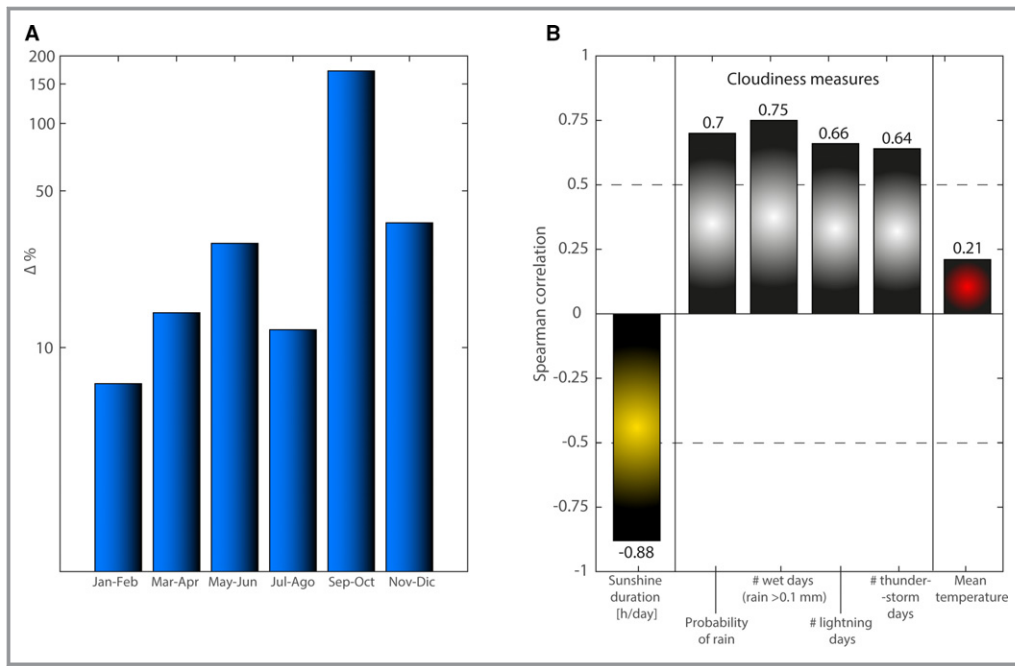 A
200
150
100
50
10
Δ %
Jan-Feb
Mar-Apr
May-Jun
Jul-Ago
Sep-Oct
Nov-Dic
B
1
0.75
0.5
0.25
0
-0.25
-0.5
-0.75
-1
Spearman correlation
Cloudiness measures
0.7
0.75
0.66
0.64
0.21
-0.88
Sunshine
duration
[h/day]
Probability
of rain
# wet days
(rain >0.1 mm)
# lightning
days
# thunder-
-storm
days
Mean
temperature